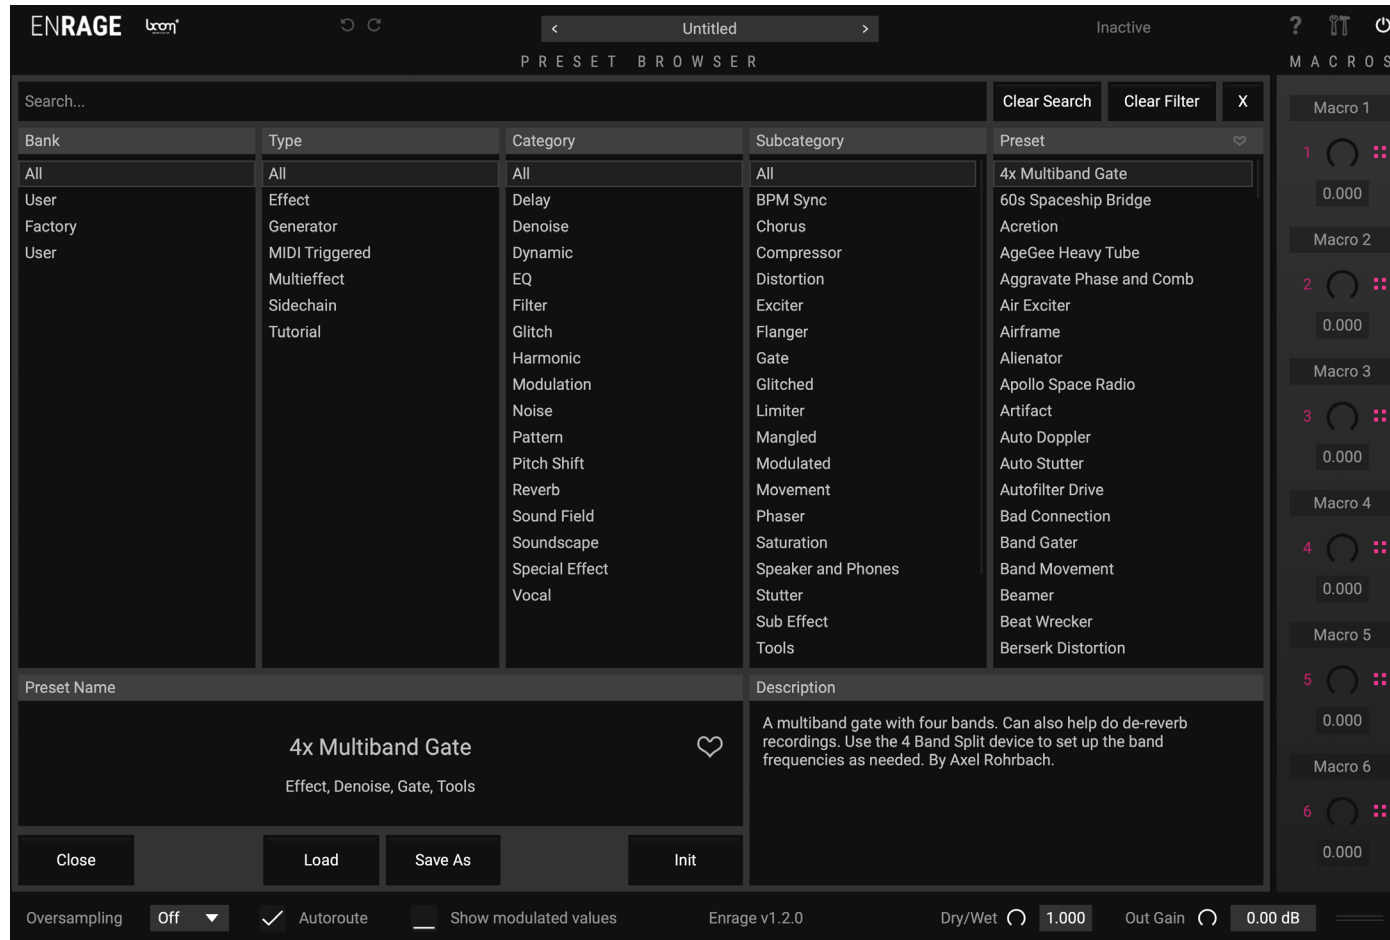 ENRAGE boom Untitled Inactive ?
PRESET BROWSER MACROS
Search... Clear Search Clear Filter X
Bank
All
User
Factory
User
Type
All
Effect
Generator
MIDI Triggered
Multieffect
Sidechain
Tutorial
Category
All
Delay
Denoise
Dynamic
EQ
Filter
Glitch
Harmonic
Modulation
Noise
Pattern
Pitch Shift
Reverb
Sound Field
Soundscape
Special Effect
Vocal
Subcategory
All
BPM Sync
Chorus
Compressor
Distortion
Exciter
Flanger
Gate
Glitched
Limiter
Mangled
Modulated
Movement
Phaser
Saturation
Speaker and Phones
Stutter
Sub Effect
Tools
Preset
4x Multiband Gate
60s Spaceship Bridge
Acretion
AgeGee Heavy Tube
Aggravate Phase and Comb
Air Exciter
Airframe
Alienator
Apollo Space Radio
Artifact
Auto Doppler
Auto Stutter
Autofilter Drive
Bad Connection
Band Gater
Band Movement
Beamer
Beat Wrecker
Berserk Distortion
Macro 1
1
0.000
Macro 2
2
0.000
Macro 3
3
0.000
Macro 4
4
0.000
Macro 5
5
0.000
Macro 6
6
0.000
Preset Name
4x Multiband Gate
Effect, Denoise, Gate, Tools
Description
A multiband gate with four bands. Can also help do de-reverb
recordings. Use the 4 Band Split device to set up the band
frequencies as needed. By Axel Rohrbach.
Close Load Save As Init
Oversampling Off Autoroute Show modulated values Enrage v1.2.0 Dry/Wet 1.000 Out Gain 0.00 dB